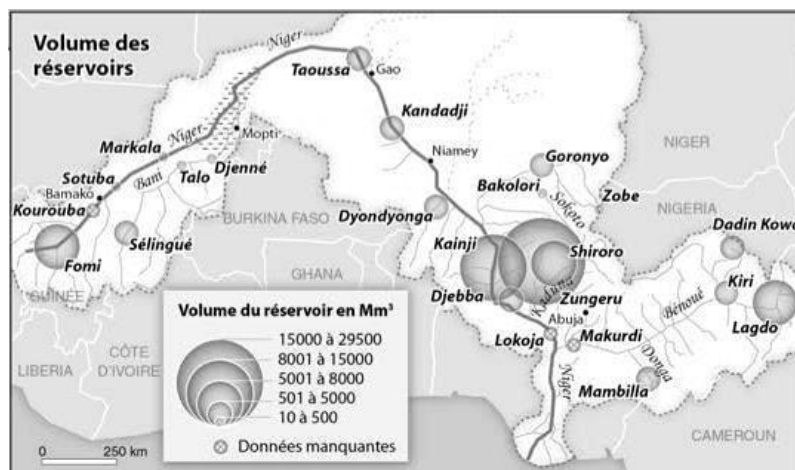 Volume des
réservoirs
Niger
Taoussa
Gao
Kandadji
Markala
Niger
Mopti
Niamey
NIGER
Goronyo
Sotuba
Bani
Talo
Djenné
Bamako
Bakolori
Sokoto
Zobe
Kourouba
BURKINA FASO
Dyondyonga
NIGERIA
Sélingué
Dadin Kowa
Fomi
Kainji
Shiroro
GUINÉE
GHANA
Kaduna
Kiri
Djebba
Zungeru
Bénoué
Lagdo
Abuja
Lokoja
Makurdi
Donga
Niger
Mambilla
LIBERIA
CÔTE
D'IVOIRE
CAMEROUN
Volume du réservoir en Mm³
15000 à 29500
8001 à 15000
5001 à 8000
501 à 5000
10 à 500
Données manquantes
0 250 km